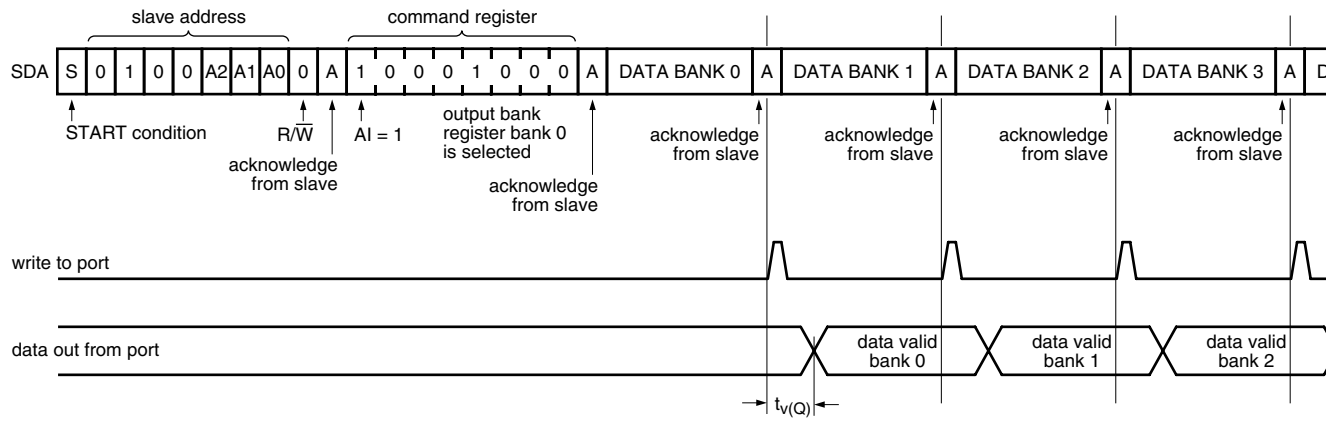 slave address command register
SDA S 0 1 0 0 A2 A1 A0 0 A 1 0 0 0 1 0 0 0 A DATA BANK 0 A DATA BANK 1 A DATA BANK 2 A DATA BANK 3 A D
START condition R/W̅ AI = 1 output bank
register bank 0
is selected
acknowledge
from slave
acknowledge
from slave
acknowledge
from slave
acknowledge
from slave
acknowledge
from slave
acknowledge
from slave
write to port
data out from port
data valid
bank 0
data valid
bank 1
data valid
bank 2
tv(Q)